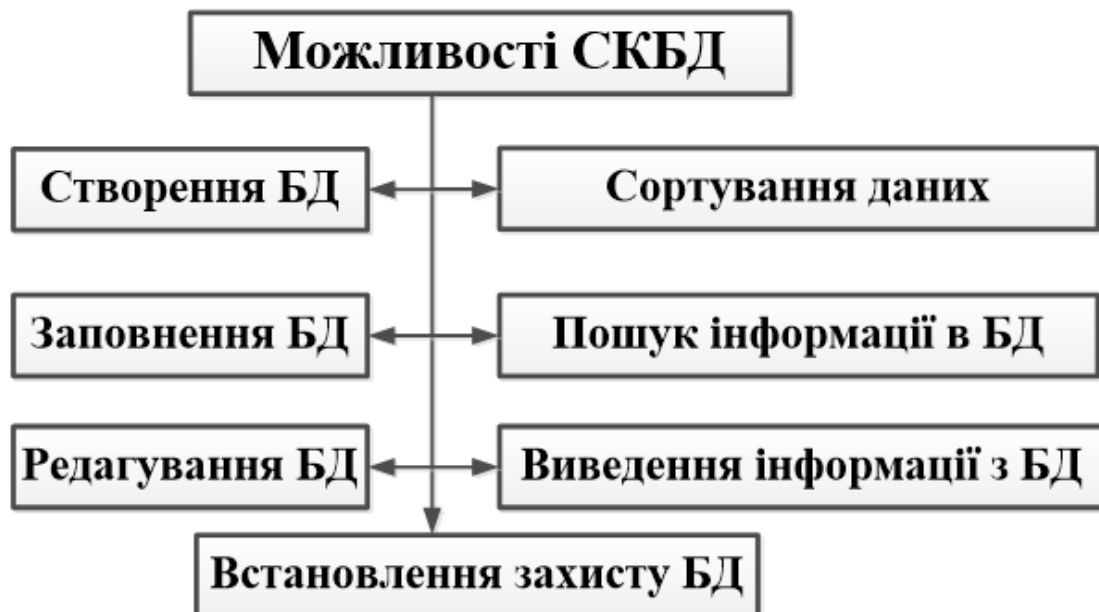 Можливості СКБД
Створення БД
Сортування даних
Заповнення БД
Пошук інформації в БД
Редагування БД
Виведення інформації з БД
Встановлення захисту БД